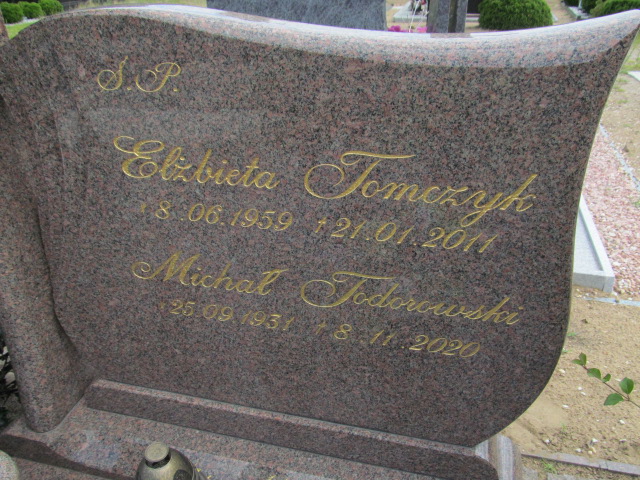 Ś.P.
Elżbieta Tomczyk
* 8.06.1959 †21.01.2011
Michał Todorowski
* 25.09.1931 † 8.11.2020